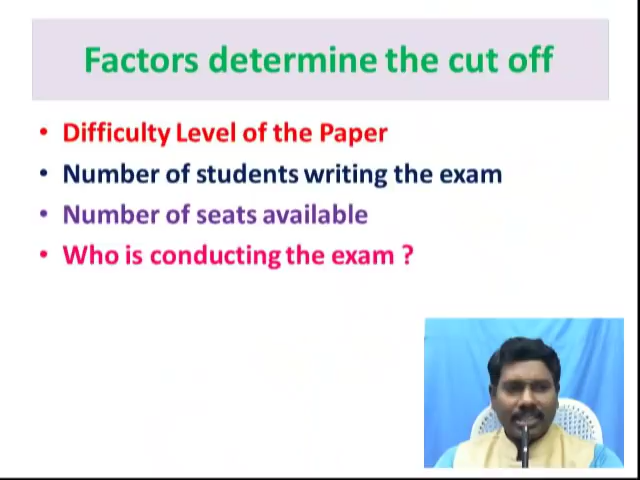 Factors determine the cut off
• Difficulty Level of the Paper
• Number of students writing the exam
• Number of seats available
• Who is conducting the exam ?